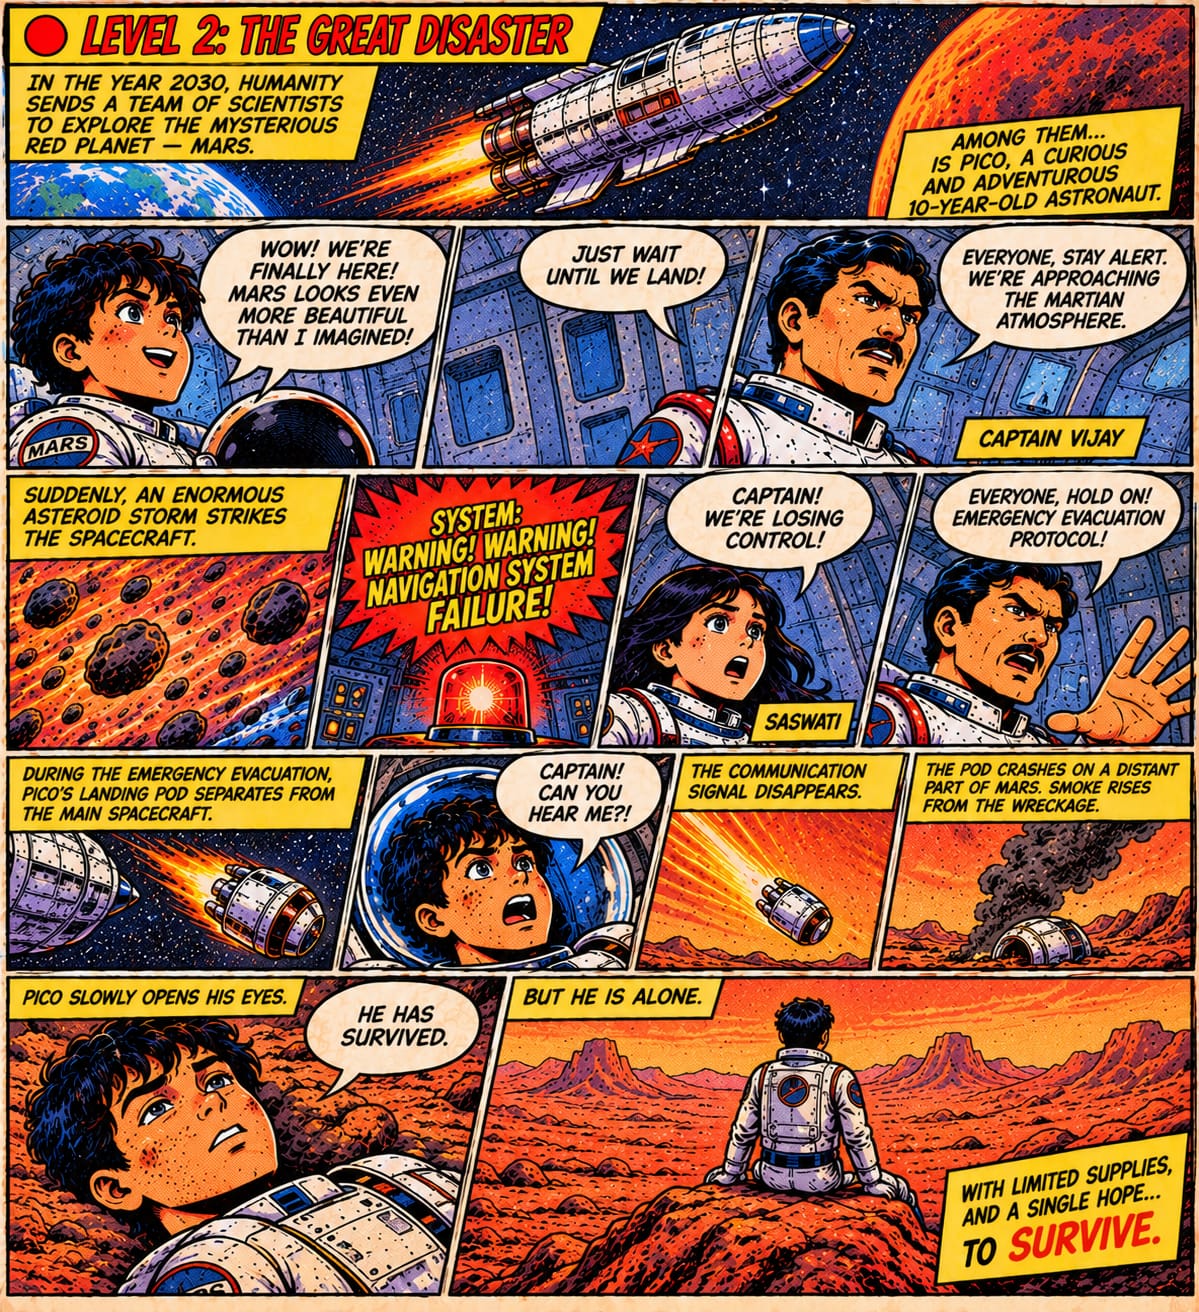 LEVEL 2: THE GREAT DISASTER
IN THE YEAR 2030, HUMANITY
SENDS A TEAM OF SCIENTISTS
TO EXPLORE THE MYSTERIOUS
RED PLANET — MARS.
AMONG THEM...
IS PICO, A CURIOUS
AND ADVENTUROUS
10-YEAR-OLD ASTRONAUT.
WOW! WE'RE
FINALLY HERE!
MARS LOOKS EVEN
MORE BEAUTIFUL
THAN I IMAGINED!
MARS
JUST WAIT
UNTIL WE LAND!
EVERYONE, STAY ALERT.
WE'RE APPROACHING
THE MARTIAN
ATMOSPHERE.
CAPTAIN VIJAY
SUDDENLY, AN ENORMOUS
ASTEROID STORM STRIKES
THE SPACECRAFT.
SYSTEM:
WARNING! WARNING!
NAVIGATION SYSTEM
FAILURE!
CAPTAIN!
WE'RE LOSING
CONTROL!
SASWATI
EVERYONE, HOLD ON!
EMERGENCY EVACUATION
PROTOCOL!
DURING THE EMERGENCY EVACUATION,
PICO'S LANDING POD SEPARATES FROM
THE MAIN SPACECRAFT.
CAPTAIN!
CAN YOU
HEAR ME?!
THE COMMUNICATION
SIGNAL DISAPPEARS.
THE POD CRASHES ON A DISTANT
PART OF MARS. SMOKE RISES
FROM THE WRECKAGE.
PICO SLOWLY OPENS HIS EYES.
HE HAS
SURVIVED.
BUT HE IS ALONE.
WITH LIMITED SUPPLIES,
AND A SINGLE HOPE...
TO SURVIVE.